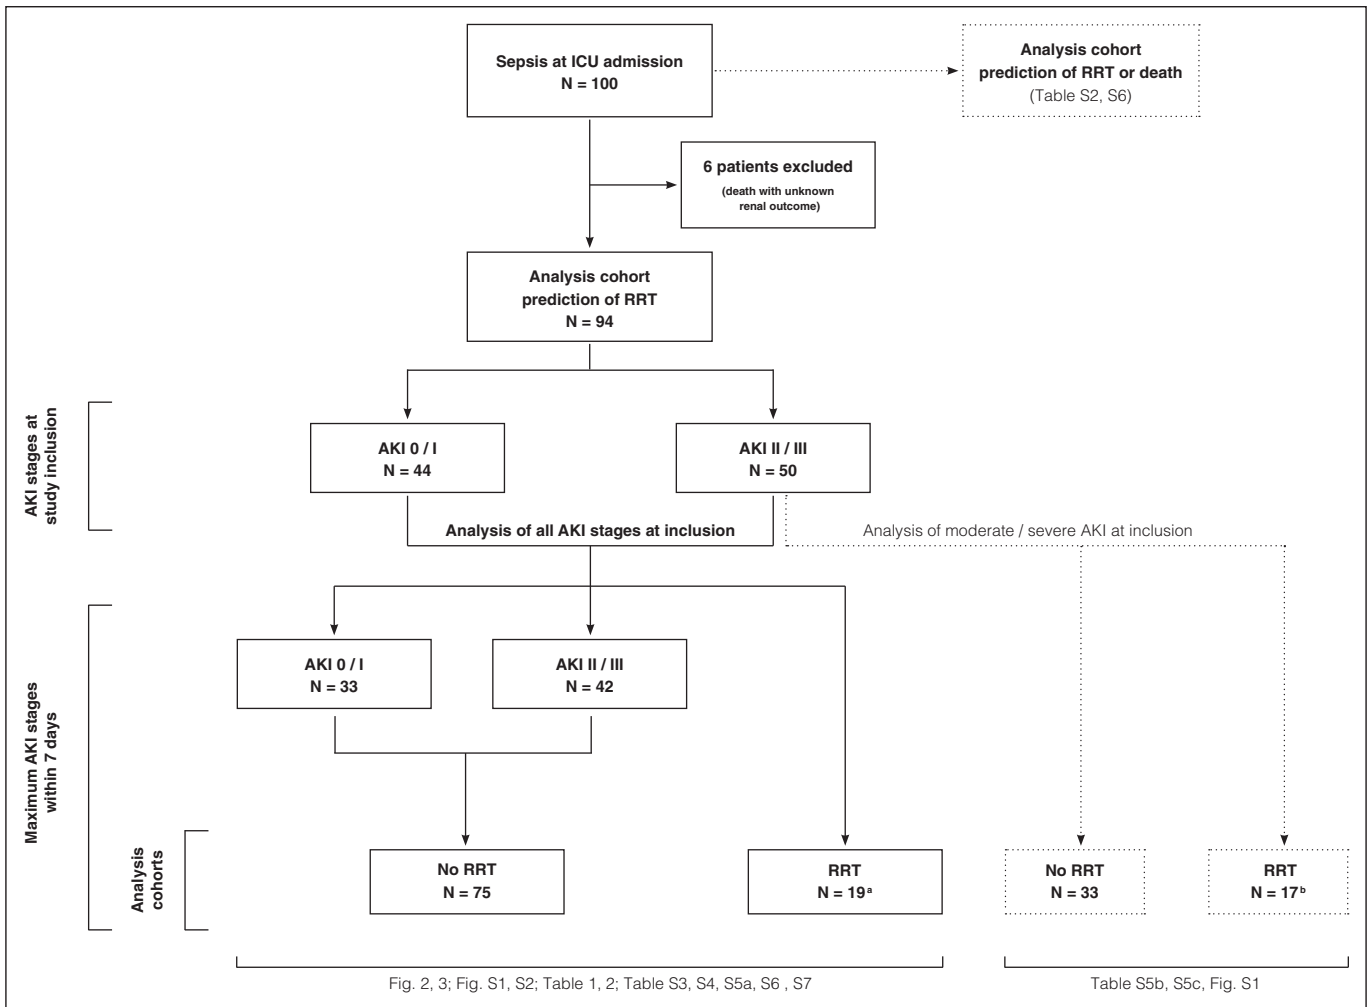 Sepsis at ICU admission
N = 100
Analysis cohort
prediction of RRT or death
(Table S2, S6)
6 patients excluded
(death with unknown
renal outcome)
Analysis cohort
prediction of RRT
N = 94
AKI stages at
study inclusion
AKI 0 / I
N = 44
AKI II / III
N = 50
Analysis of all AKI stages at inclusion
Analysis of moderate / severe AKI at inclusion
Maximum AKI stages
within 7 days
AKI 0 / I
N = 33
AKI II / III
N = 42
Analysis
cohorts
No RRT
N = 75
RRT
N = 19ᵃ
No RRT
N = 33
RRT
N = 17ᵇ
Fig. 2, 3; Fig. S1, S2; Table 1, 2; Table S3, S4, S5a, S6 , S7
Table S5b, S5c, Fig. S1